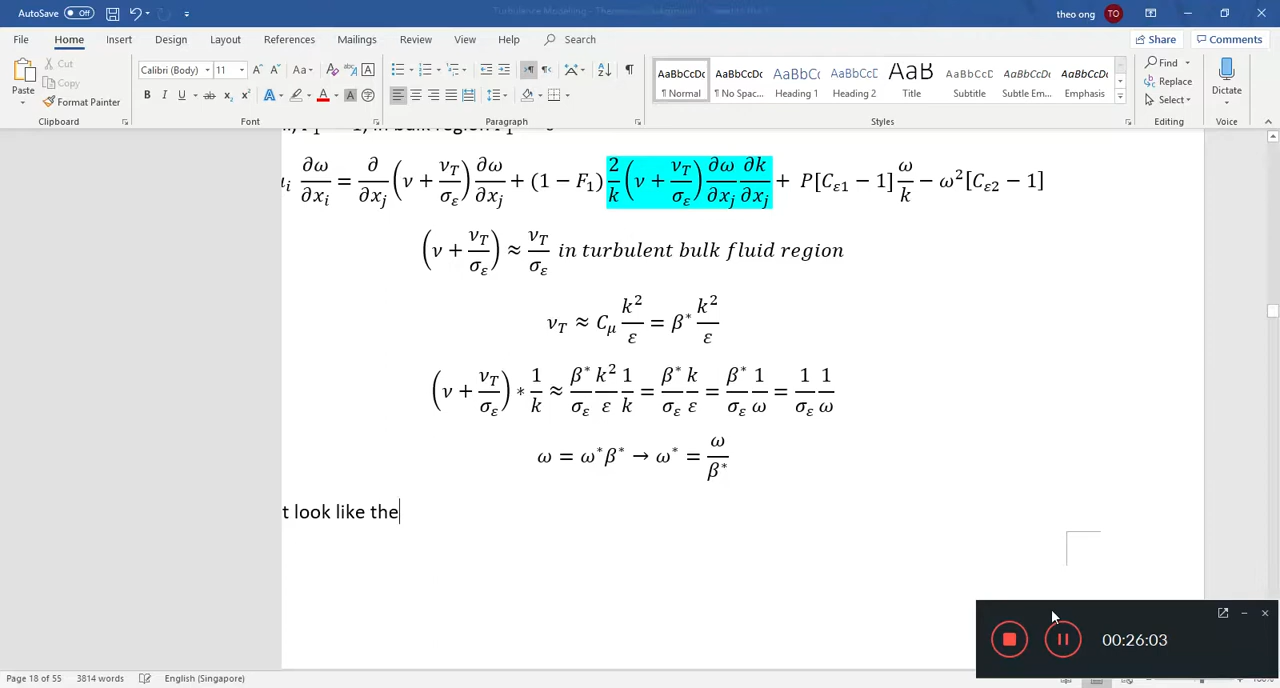 AutoSave Off
theo ong TO
File Home Insert Design Layout References Mailings Review View Help Search Share Comments
Paste Cut Copy Format Painter
Calibri (Body) 11
AaBbCcDc AaBbCcDc AaBbCc AaBbCcD AaB AaBbCcD AaBbCcDc AaBbCcDc
¶ Normal ¶ No Spac... Heading 1 Heading 2 Title Subtitle Subtle Em... Emphasis
Find Replace Select Dictate
Clipboard Font Paragraph Styles Editing Voice
∂ω/∂x_i = ∂/∂x_j (ν + ν_T/σ_ε) ∂ω/∂x_j + (1 − F_1) 2/k (ν + ν_T/σ_ε) ∂ω/∂x_j ∂k/∂x_j + P[C_ε1 − 1] ω/k − ω²[C_ε2 − 1]
(ν + ν_T/σ_ε) ≈ ν_T/σ_ε in turbulent bulk fluid region
ν_T ≈ C_μ k²/ε = β* k²/ε
(ν + ν_T/σ_ε) * 1/k ≈ β*/σ_ε k²/ε 1/k = β*/σ_ε k/ε = β*/σ_ε 1/ω = 1/σ_ε 1/ω
ω = ω*β* → ω* = ω/β*
t look like the
00:26:03
Page 18 of 55 3814 words English (Singapore)